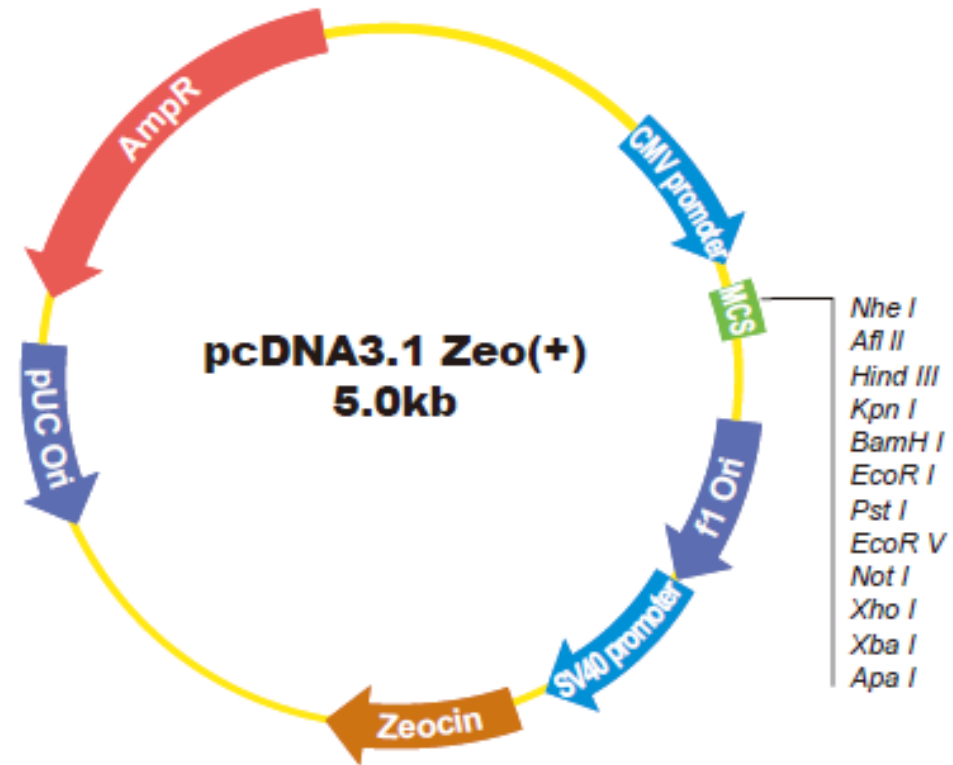 AmpR
CMV promoter
MCS
pcDNA3.1 Zeo(+)
5.0kb
Nhe I
Afl II
Hind III
Kpn I
BamH I
EcoR I
Pst I
EcoR V
Not I
Xho I
Xba I
Apa I
pUC Ori
f1 Ori
SV40 promoter
Zeocin